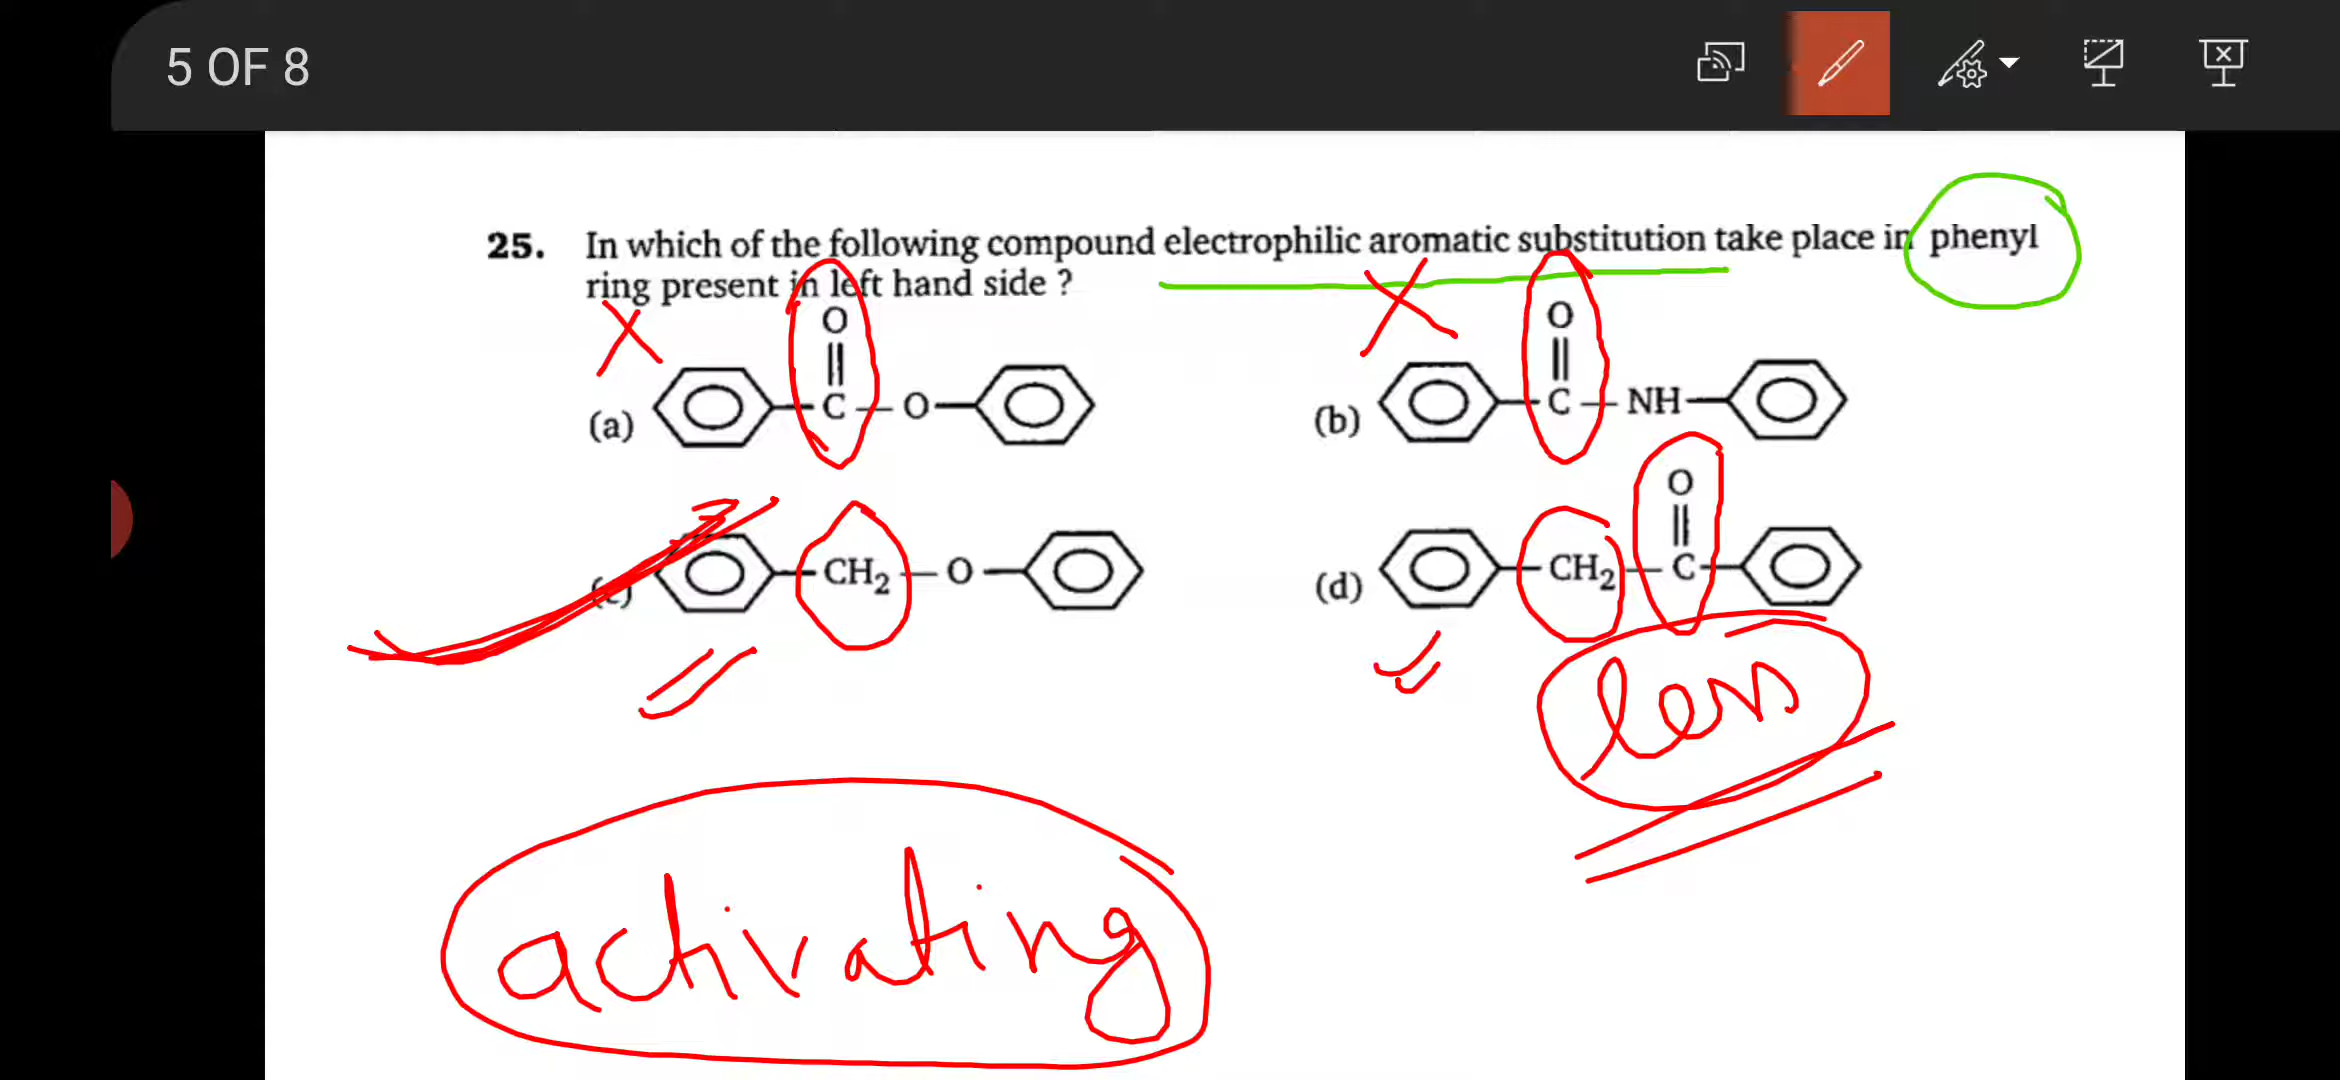 5 OF 8
25. In which of the following compound electrophilic aromatic substitution take place in phenyl
ring present in left hand side ?
(a) O || C — O —
(b) O || C — NH —
(c) — CH₂ — O —
(d) — CH₂ — O || C —
less
activating